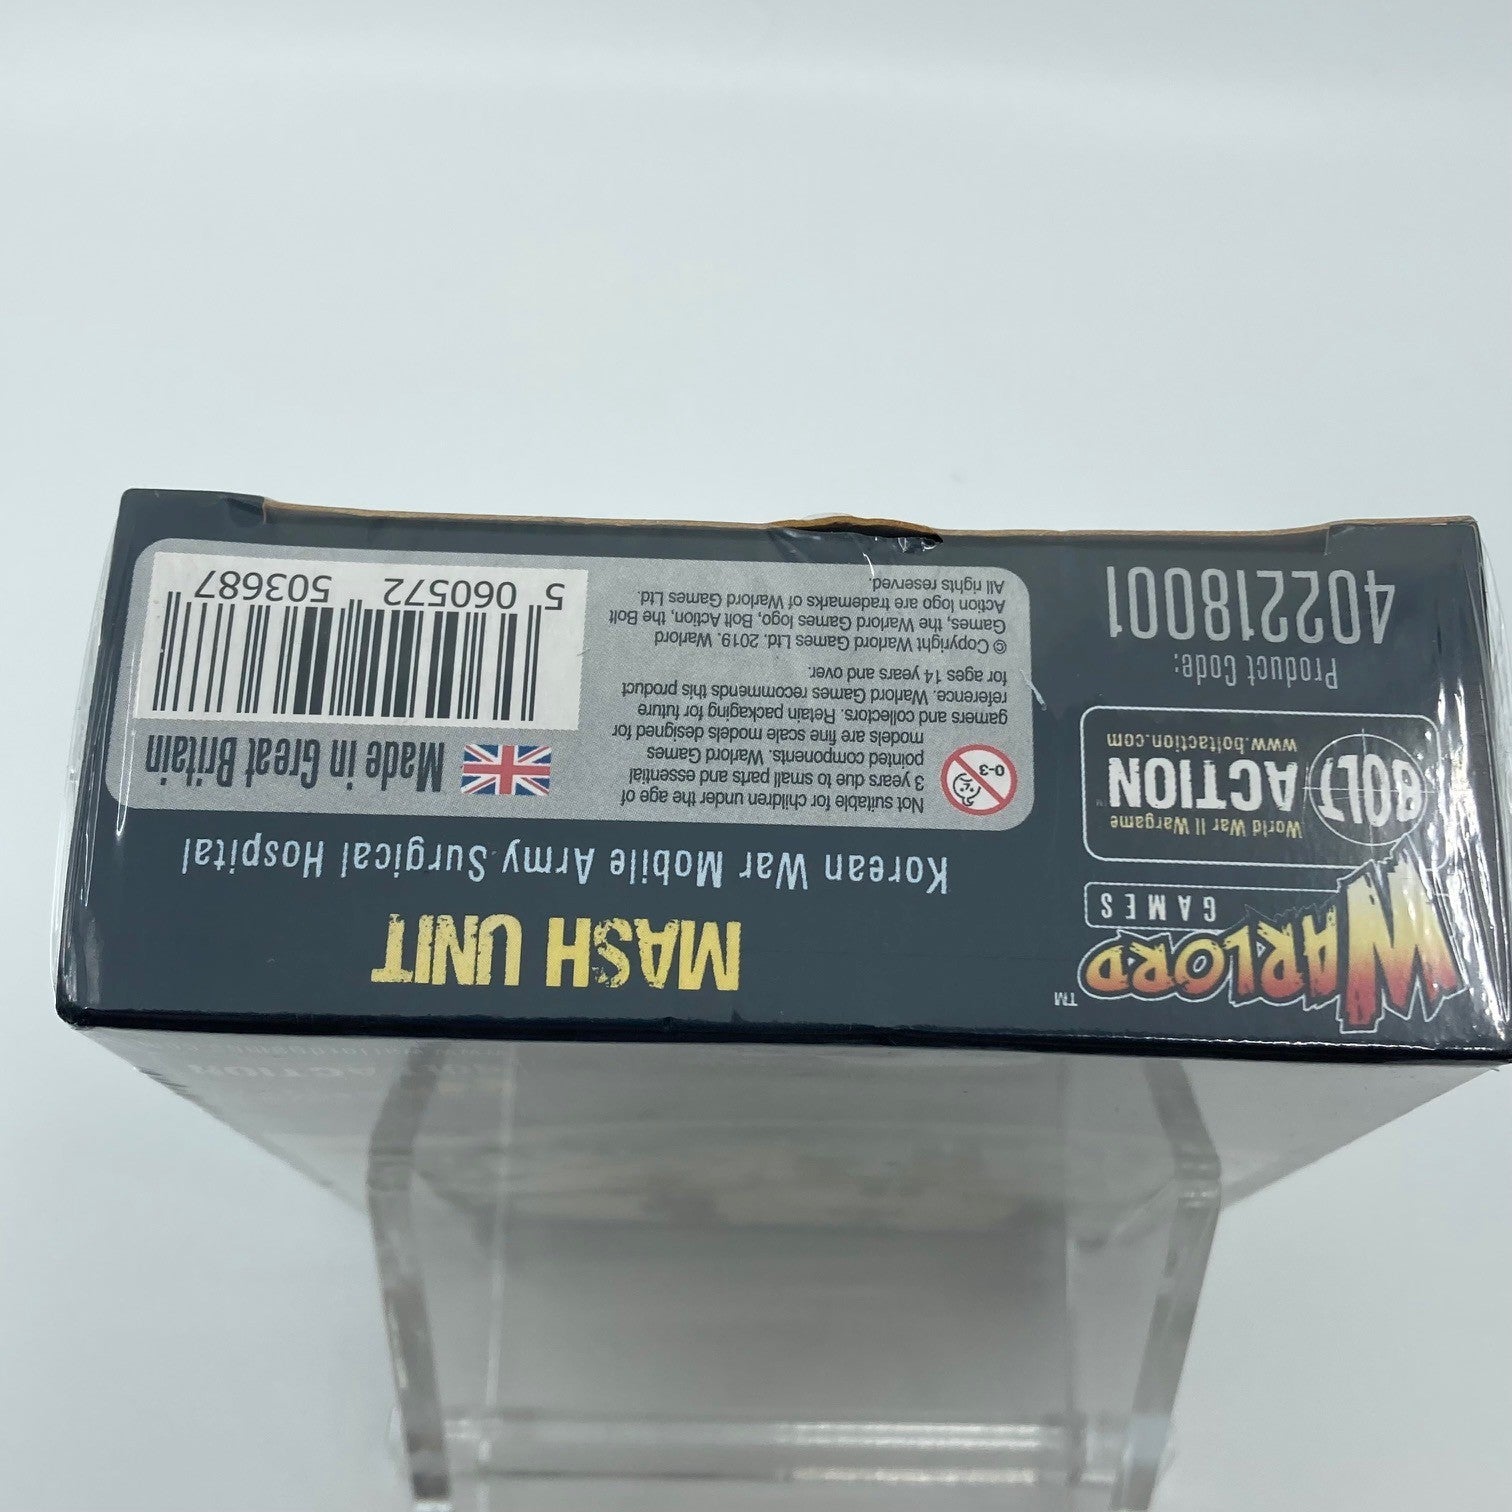 WARLORD™
GAMES
World War II Wargame
BOLT ACTION™
www.boltaction.com
Product Code:
402218001
MASH UNIT
Korean War Mobile Army Surgical Hospital
0-3
Not suitable for children under the age of
3 years due to small parts and essential
pointed components. Warlord Games
models are fine scale models designed for
gamers and collectors. Retain packaging for future
reference. Warlord Games recommends this product
for ages 14 years and over.
© Copyright Warlord Games Ltd. 2019. Warlord
Games, the Warlord Games logo, Bolt Action, the Bolt
Action logo are trademarks of Warlord Games Ltd.
All rights reserved.
Made in Great Britain
5 060572 503687